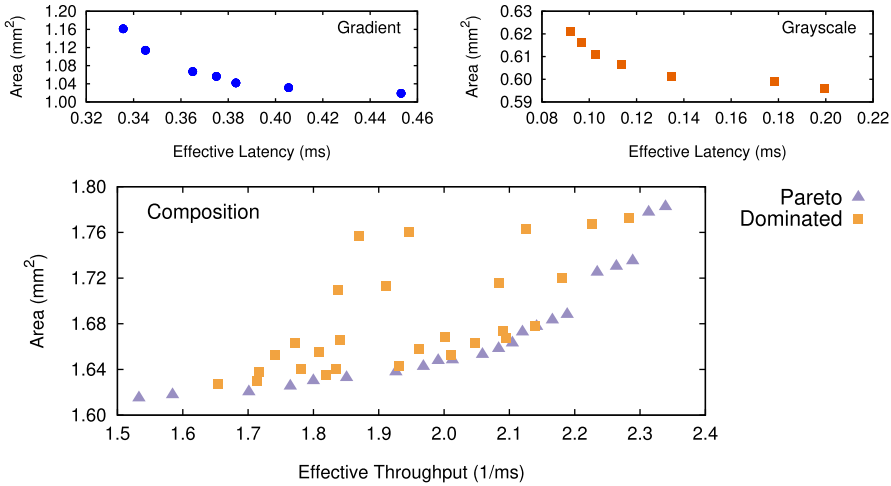 1.20
1.16
1.12
1.08
1.04
1.00
Area (mm2)
Gradient
0.32 0.34 0.36 0.38 0.40 0.42 0.44 0.46
Effective Latency (ms)
0.63
0.62
0.61
0.60
0.59
Area (mm2)
Grayscale
0.08 0.10 0.12 0.14 0.16 0.18 0.20 0.22
Effective Latency (ms)
1.80
1.76
1.72
1.68
1.64
1.60
Area (mm2)
Composition
1.5 1.6 1.7 1.8 1.9 2.0 2.1 2.2 2.3 2.4
Effective Throughput (1/ms)
Pareto
Dominated